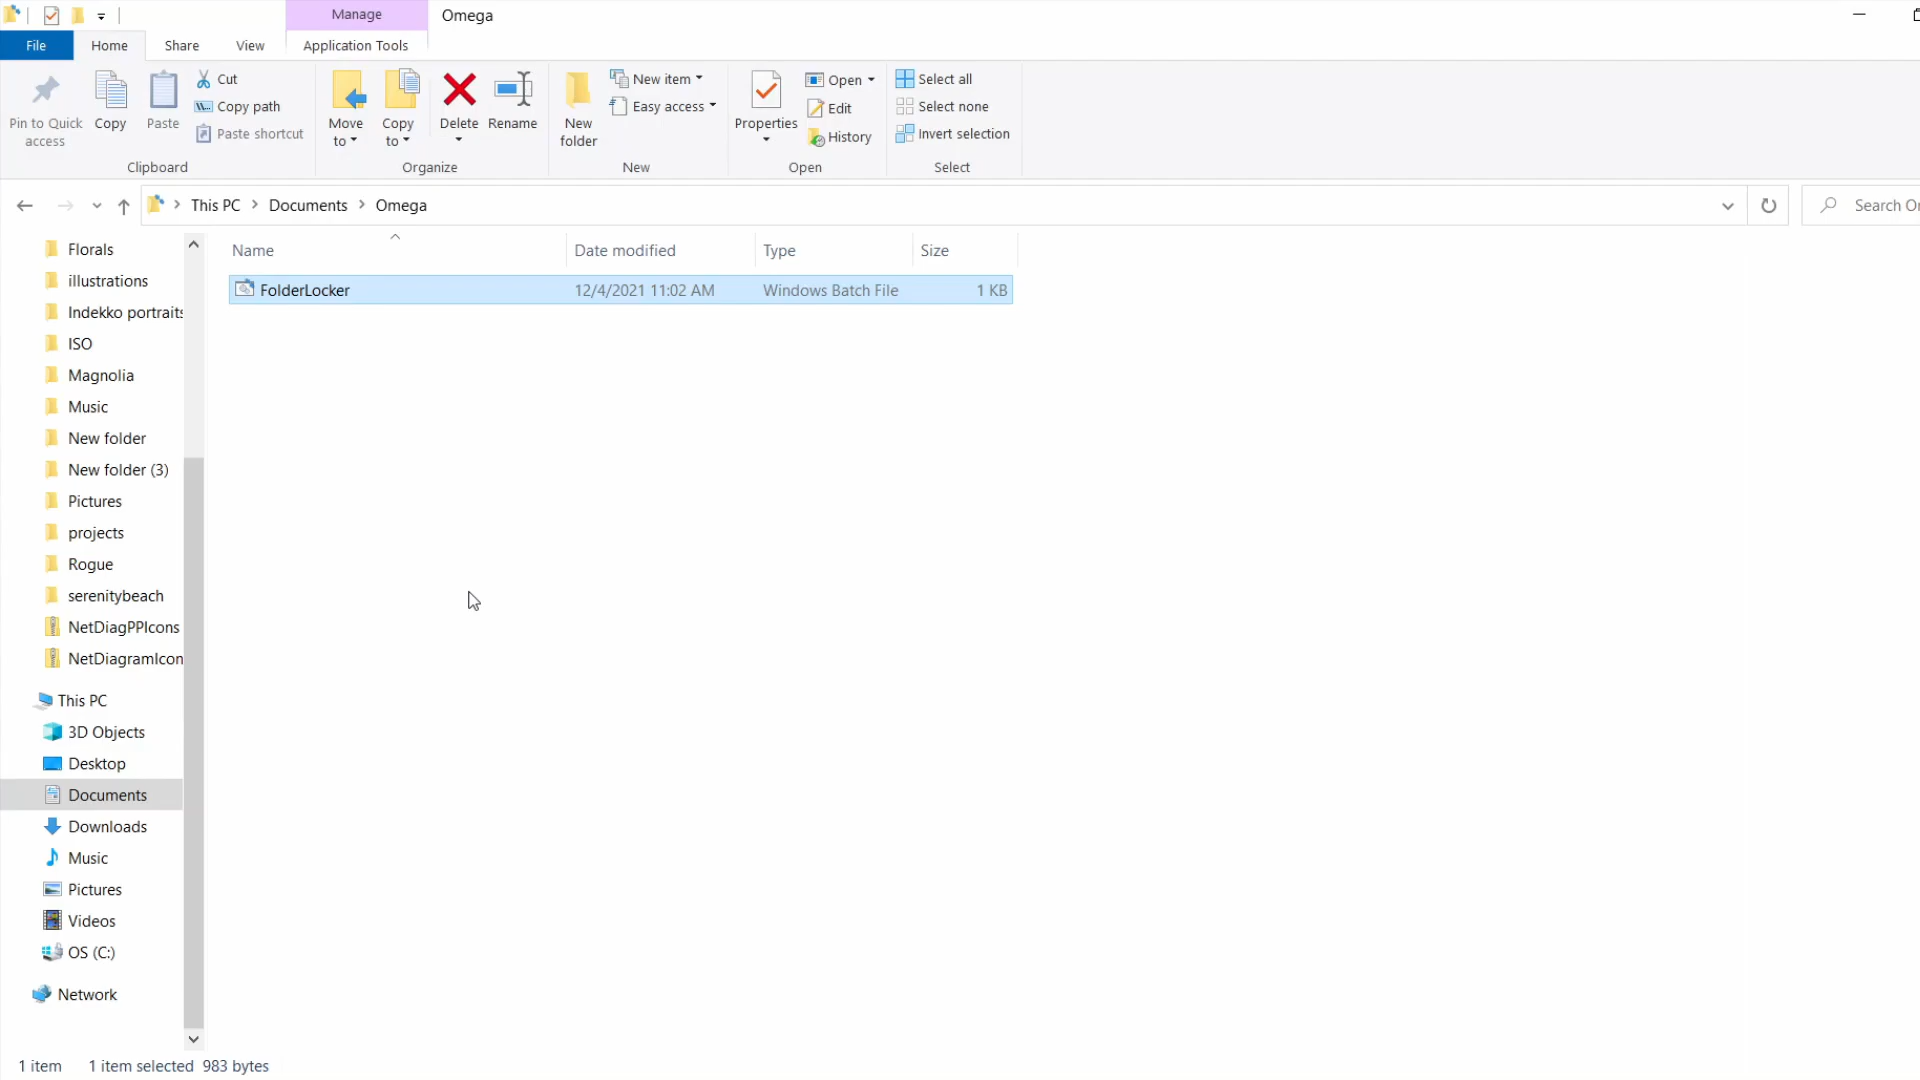 Manage
Omega
File
Home
Share
View
Application Tools
Pin to Quick access
Copy
Paste
Cut
Copy path
Paste shortcut
Clipboard
Move to
Copy to
Delete
Rename
Organize
New folder
New item
Easy access
New
Properties
Open
Edit
History
Open
Select all
Select none
Invert selection
Select
This PC
Documents
Omega
Search
Name
Date modified
Type
Size
FolderLocker
12/4/2021 11:02 AM
Windows Batch File
1 KB
Florals
illustrations
Indekko portraits
ISO
Magnolia
Music
New folder
New folder (3)
Pictures
projects
Rogue
serenitybeach
NetDiagPPIcons
NetDiagramIcon
This PC
3D Objects
Desktop
Documents
Downloads
Music
Pictures
Videos
OS (C:)
Network
1 item
1 item selected 983 bytes